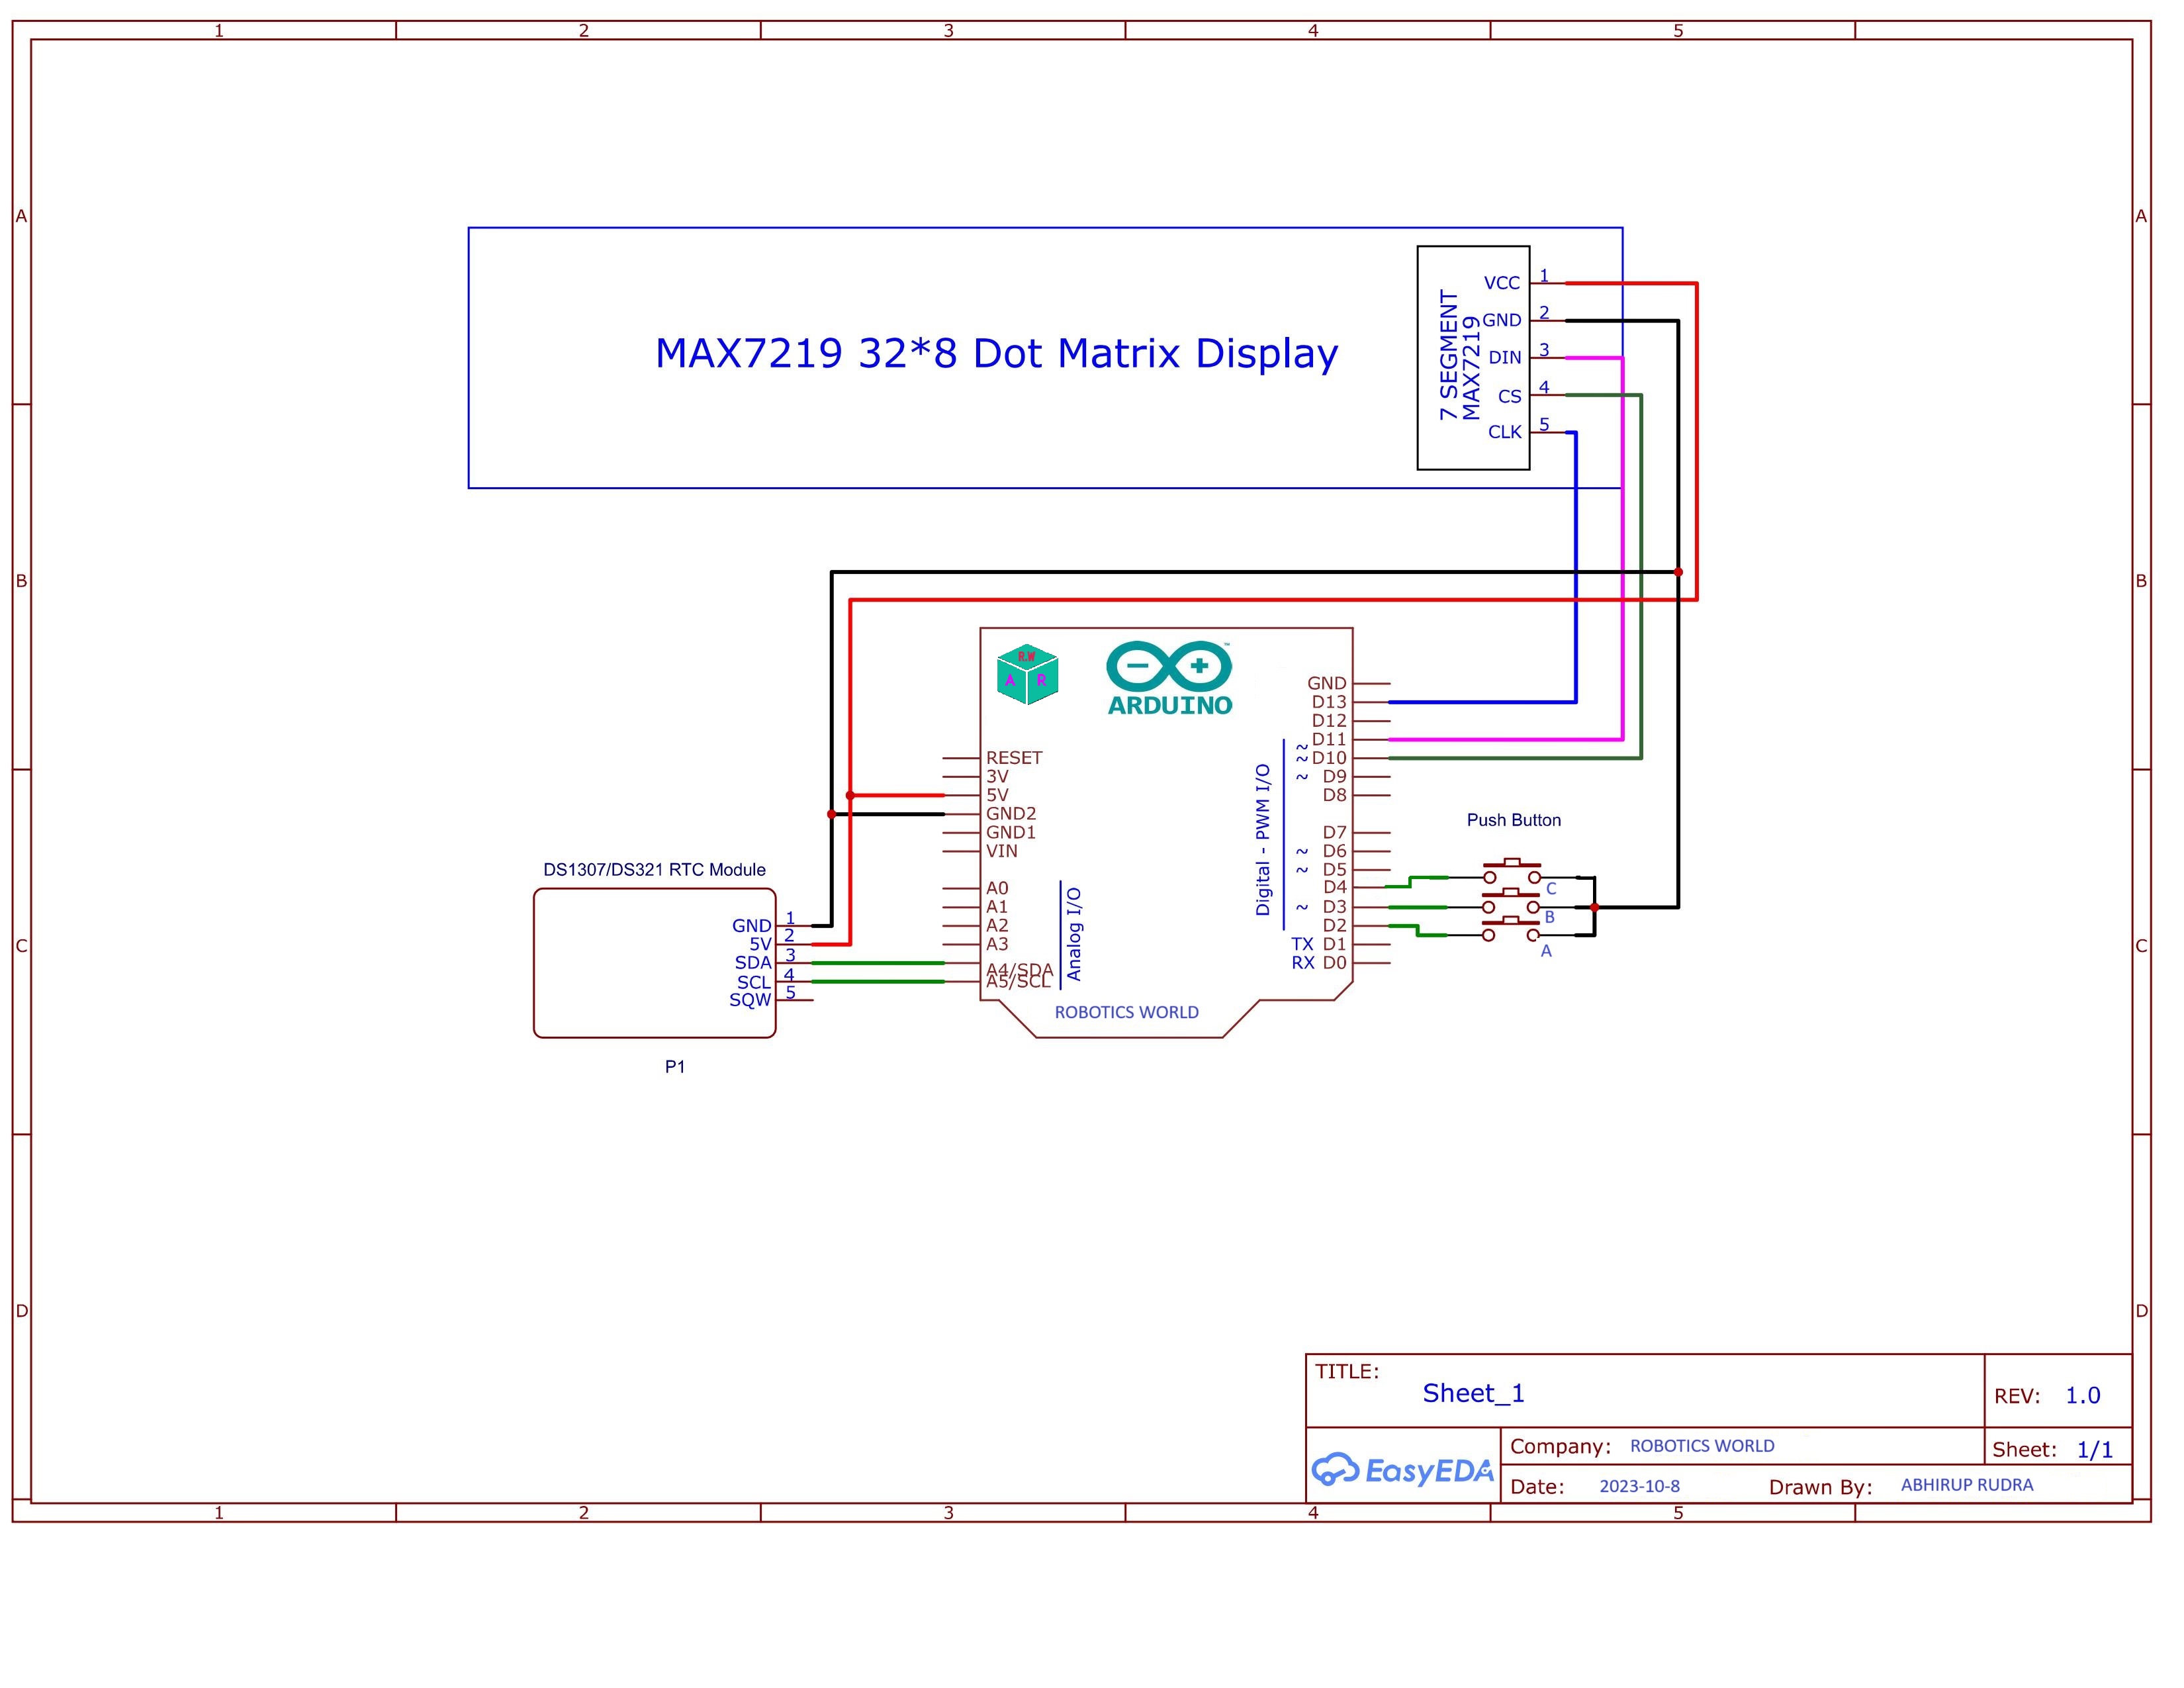 1 2 3 4 5
A
A
B
B
C
C
D
D
MAX7219 32*8 Dot Matrix Display
7 SEGMENT
MAX7219
VCC 1
GND 2
DIN 3
CS 4
CLK 5
R.W
A R
ARDUINO
™
RESET
3V
5V
GND2
GND1
VIN
A0
A1
A2
A3
A4/SDA
A5/SCL
Analog I/O
Digital - PWM I/O
GND
D13
D12
~ D11
~ D10
~ D9
D8
D7
~ D6
~ D5
D4
~ D3
D2
TX D1
RX D0
ROBOTICS WORLD
Push Button
C
B
A
DS1307/DS321 RTC Module
GND 1
5V 2
SDA 3
SCL 4
SQW 5
P1
TITLE:
Sheet_1
REV: 1.0
EasyEDA
Company: ROBOTICS WORLD
Sheet: 1/1
Date: 2023-10-8
Drawn By: ABHIRUP RUDRA
1 2 3 4 5